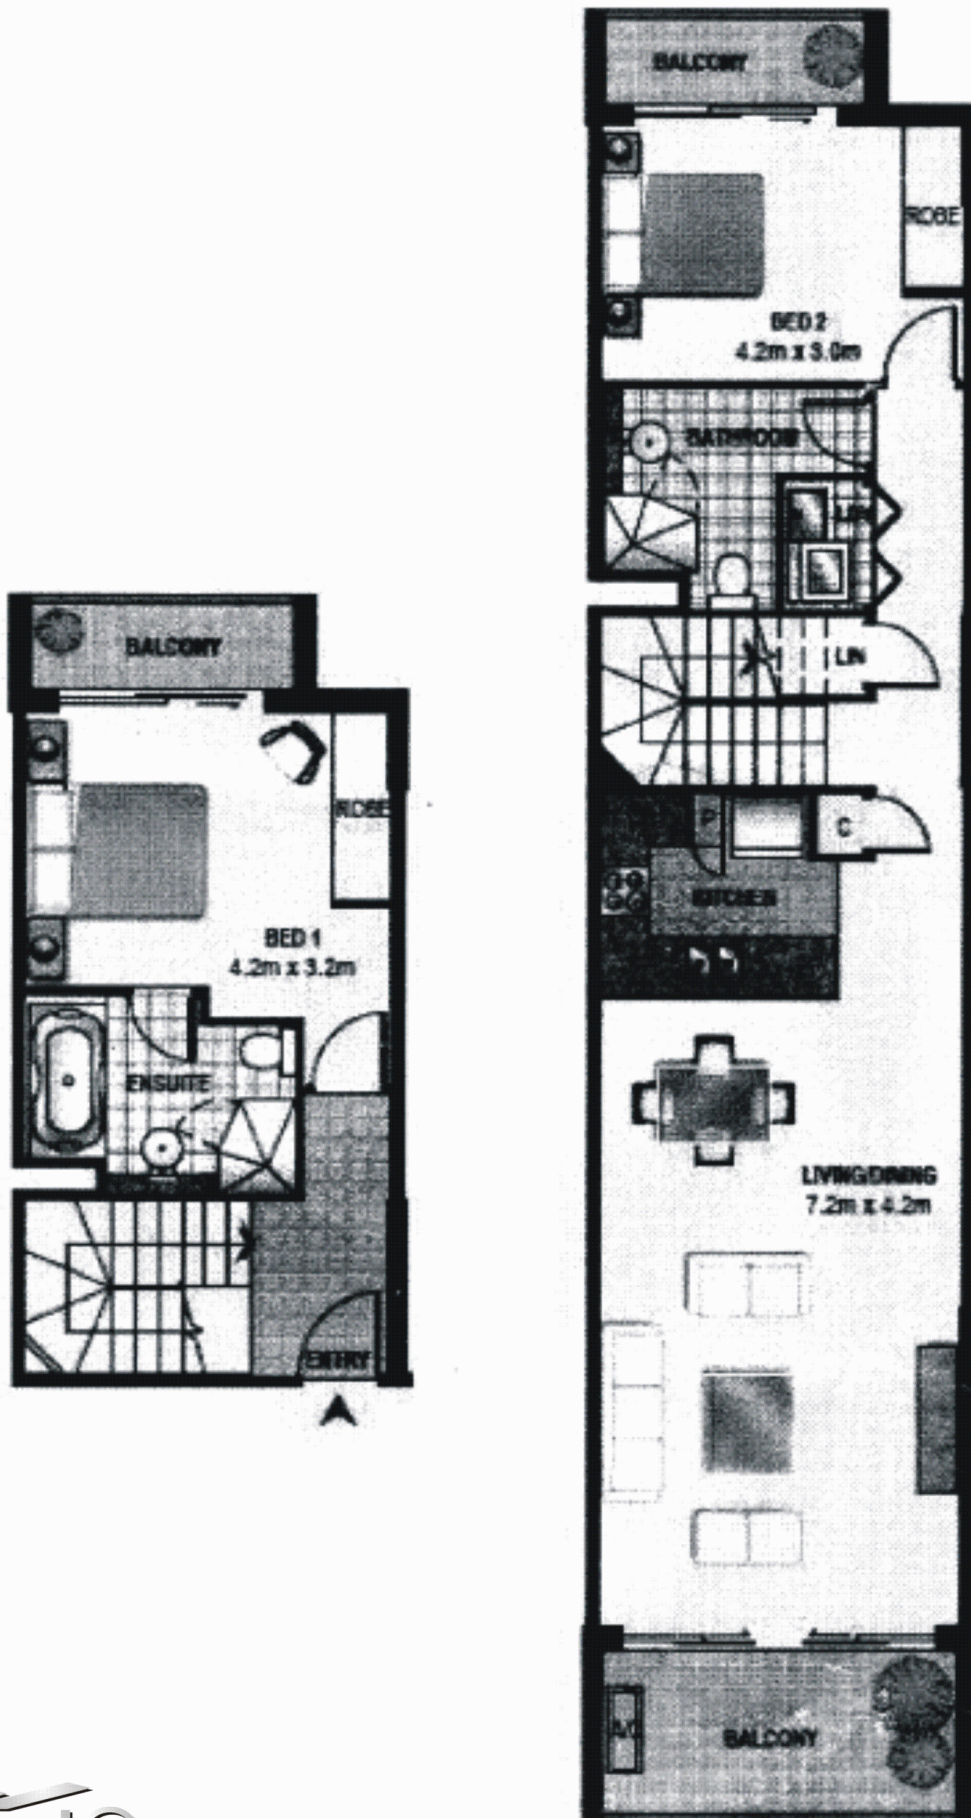 BALCONY
ROBE
BED 1
4.2m x 3.2m
ENSUITE
ENTRY
BALCONY
ROBE
BED 2
4.2m x 3.0m
BATHROOM
LIN
P
C
KITCHEN
LIVING/DINING
7.2m x 4.2m
A/C
BALCONY